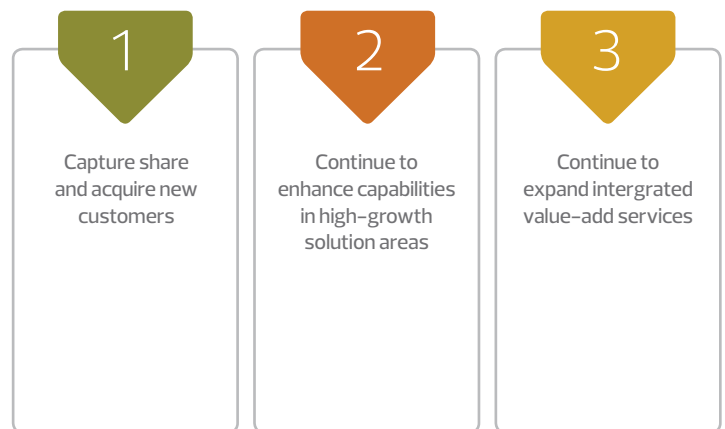 1
Capture share
and acquire new
customers
2
Continue to
enhance capabilities
in high-growth
solution areas
3
Continue to
expand intergrated
value-add services